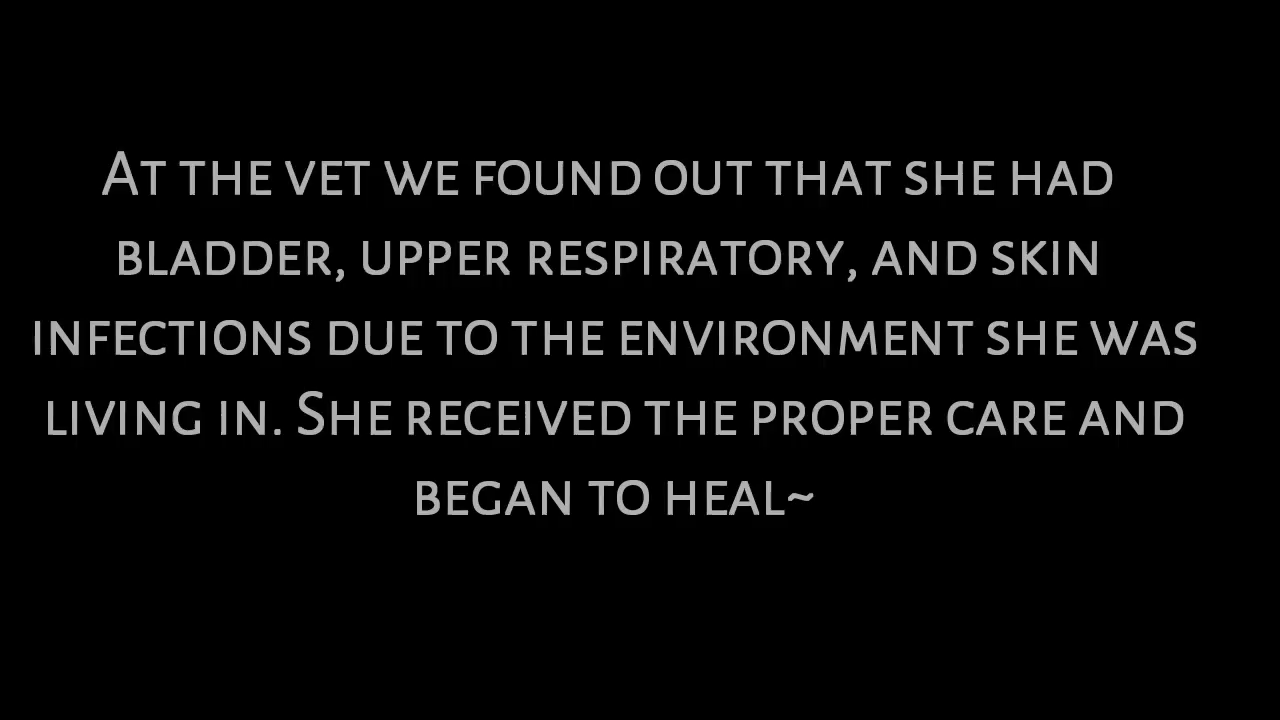 At the vet we found out that she had
bladder, upper respiratory, and skin
infections due to the environment she was
living in. She received the proper care and
began to heal~